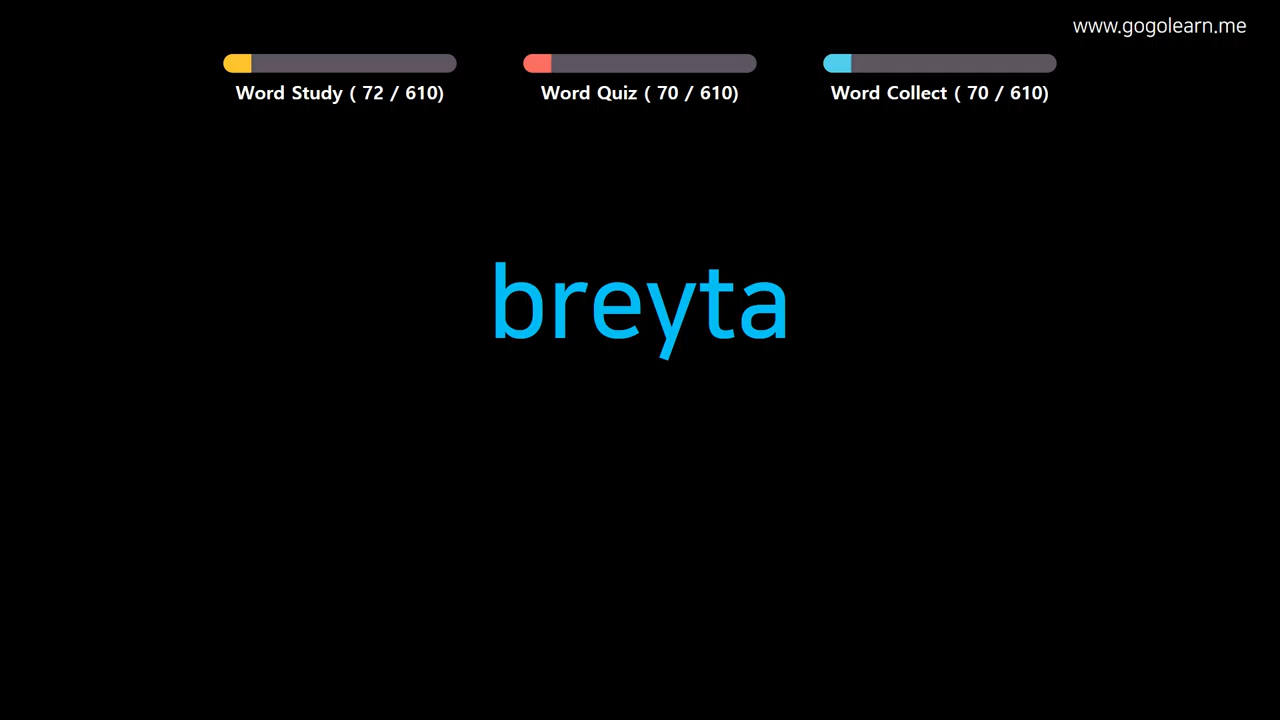 www.gogolearn.me
Word Study ( 72 / 610)
Word Quiz ( 70 / 610)
Word Collect ( 70 / 610)
breyta